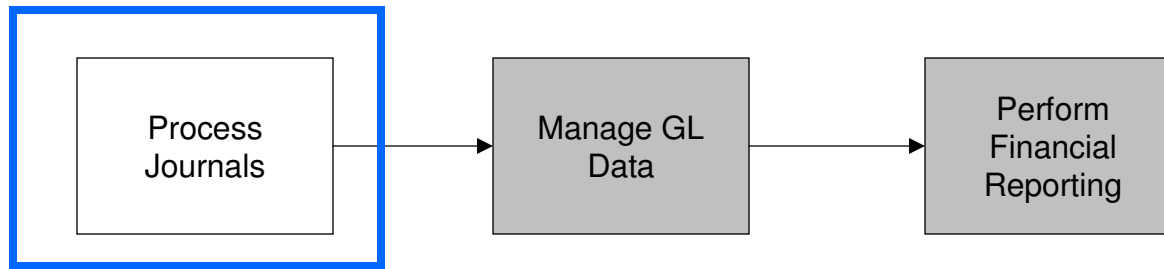 Process
Journals
Manage GL
Data
Perform
Financial
Reporting